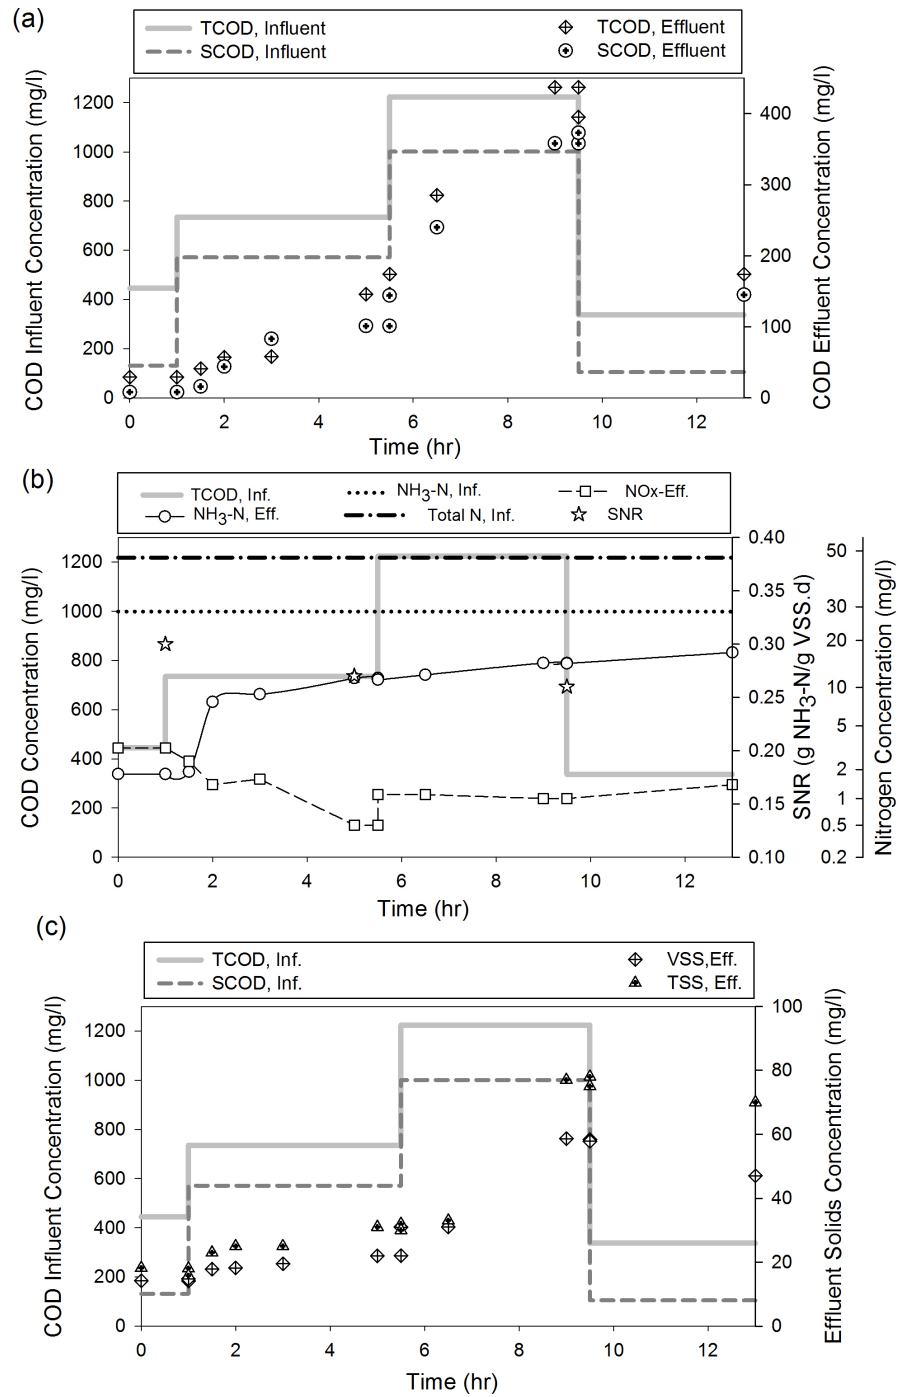 (a)
TCOD, Influent
TCOD, Effluent
SCOD, Influent
SCOD, Effluent
COD Influent Concentration (mg/l)
1200
1000
800
600
400
200
0
400
300
200
100
0
COD Effluent Concentration (mg/l)
0 2 4 6 8 10 12
Time (hr)
(b)
TCOD, Inf.
NH3-N, Inf.
NOx-Eff.
NH3-N, Eff.
Total N, Inf.
SNR
COD Concentration (mg/l)
1200
1000
800
600
400
200
0
0.40
0.35
0.30
0.25
0.20
0.15
0.10
SNR (g NH3-N/g VSS.d)
50
30
20
10
5
2
1
0.5
0.2
Nitrogen Concentration (mg/l)
0 2 4 6 8 10 12
Time (hr)
(c)
TCOD, Inf.
VSS,Eff.
SCOD, Inf.
TSS, Eff.
COD Influent Concentration (mg/l)
1200
1000
800
600
400
200
0
100
80
60
40
20
0
Effluent Solids Concentration (mg/l)
0 2 4 6 8 10 12
Time (hr)